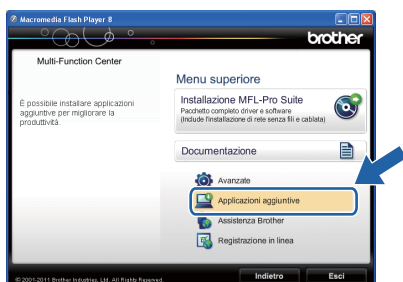 Macromedia Flash Player 8
brother
Multi-Function Center
È possibile installare applicazioni
aggiuntive per migliorare la
produttività.
Menu superiore
Installazione MFL-Pro Suite
Pacchetto completo driver e software
(Include l'installazione di rete senza fili e cablata)
Documentazione
Avanzate
Applicazioni aggiuntive
Assistenza Brother
Registrazione in linea
© 2001-2011 Brother Industries, Ltd. All Rights Reserved.
Indietro
Esci